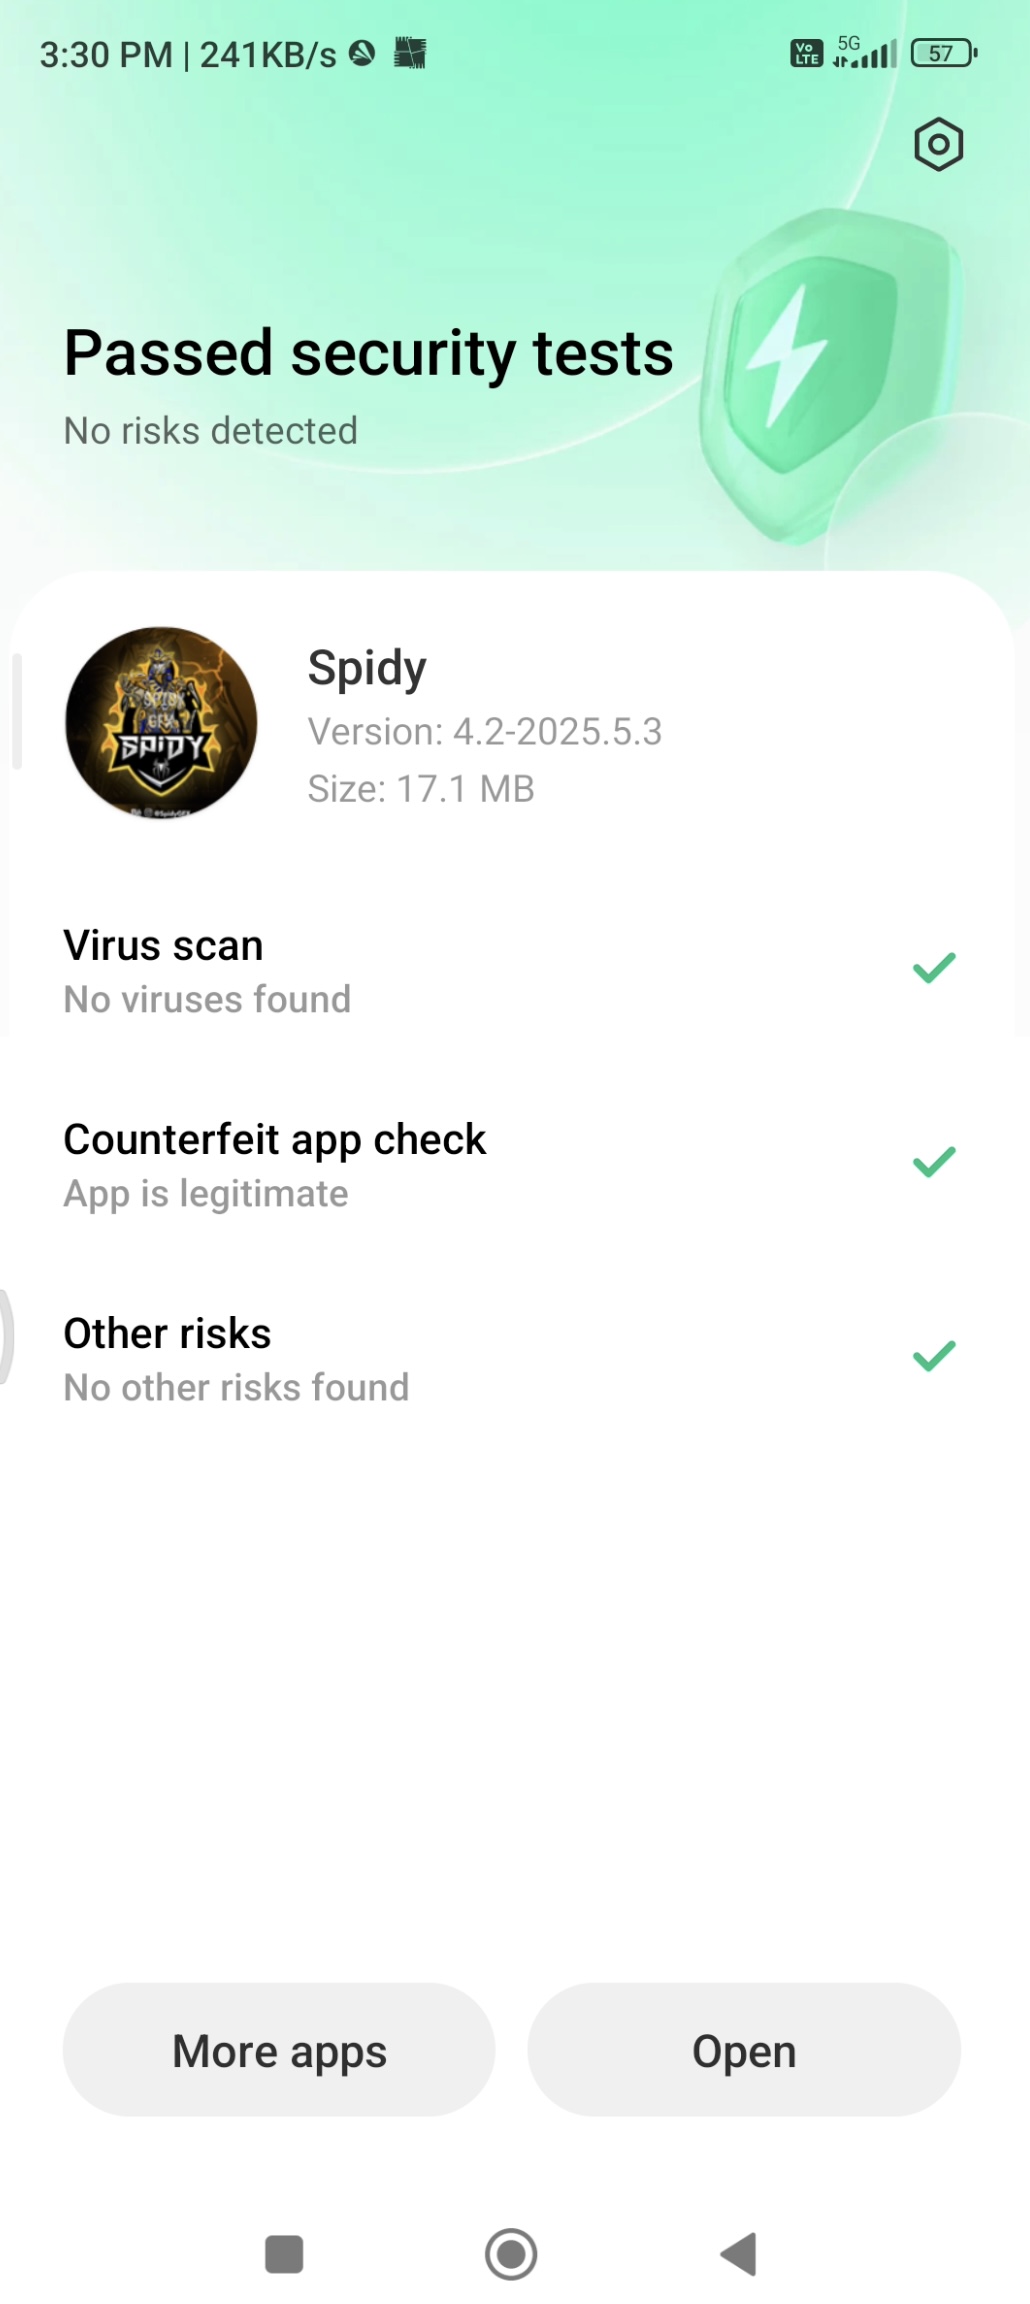 3:30 PM | 241KB/s
Vo LTE 5G 57
Passed security tests
No risks detected
SPIDY
Spidy
Version: 4.2-2025.5.3
Size: 17.1 MB
Virus scan
No viruses found
Counterfeit app check
App is legitimate
Other risks
No other risks found
More apps
Open